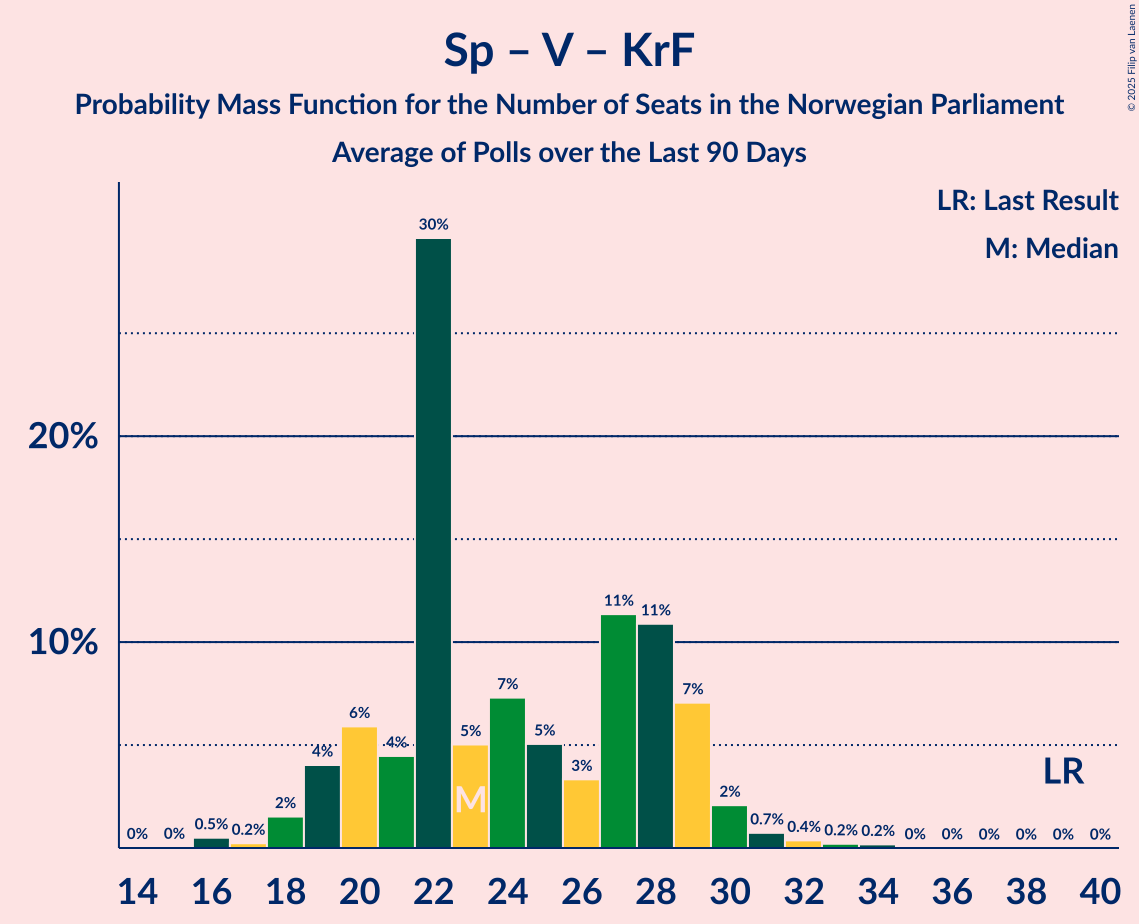 Sp – V – KrF
Probability Mass Function for the Number of Seats in the Norwegian Parliament
Average of Polls over the Last 90 Days
© 2025 Filip van Laenen
LR: Last Result
M: Median
20%
10%
0% 0% 0.5% 0.2% 2% 4% 6% 4% 30% 5% 7% 5% 3% 11% 11% 7% 2% 0.7% 0.4% 0.2% 0.2% 0% 0% 0% 0% 0% 0%
M
LR
14 16 18 20 22 24 26 28 30 32 34 36 38 40